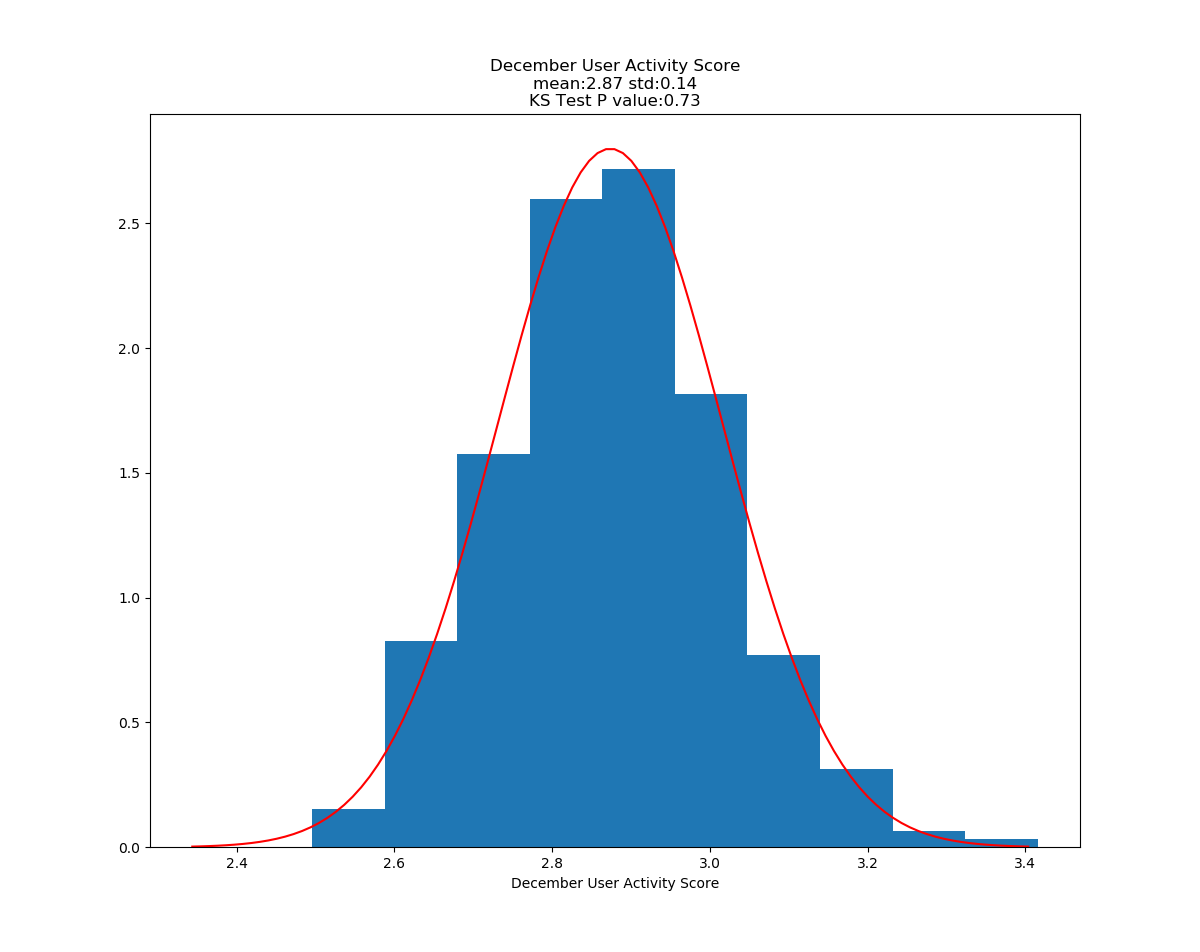 December User Activity Score
mean:2.87 std:0.14
KS Test P value:0.73
2.5
2.0
1.5
1.0
0.5
0.0
2.4 2.6 2.8 3.0 3.2 3.4
December User Activity Score